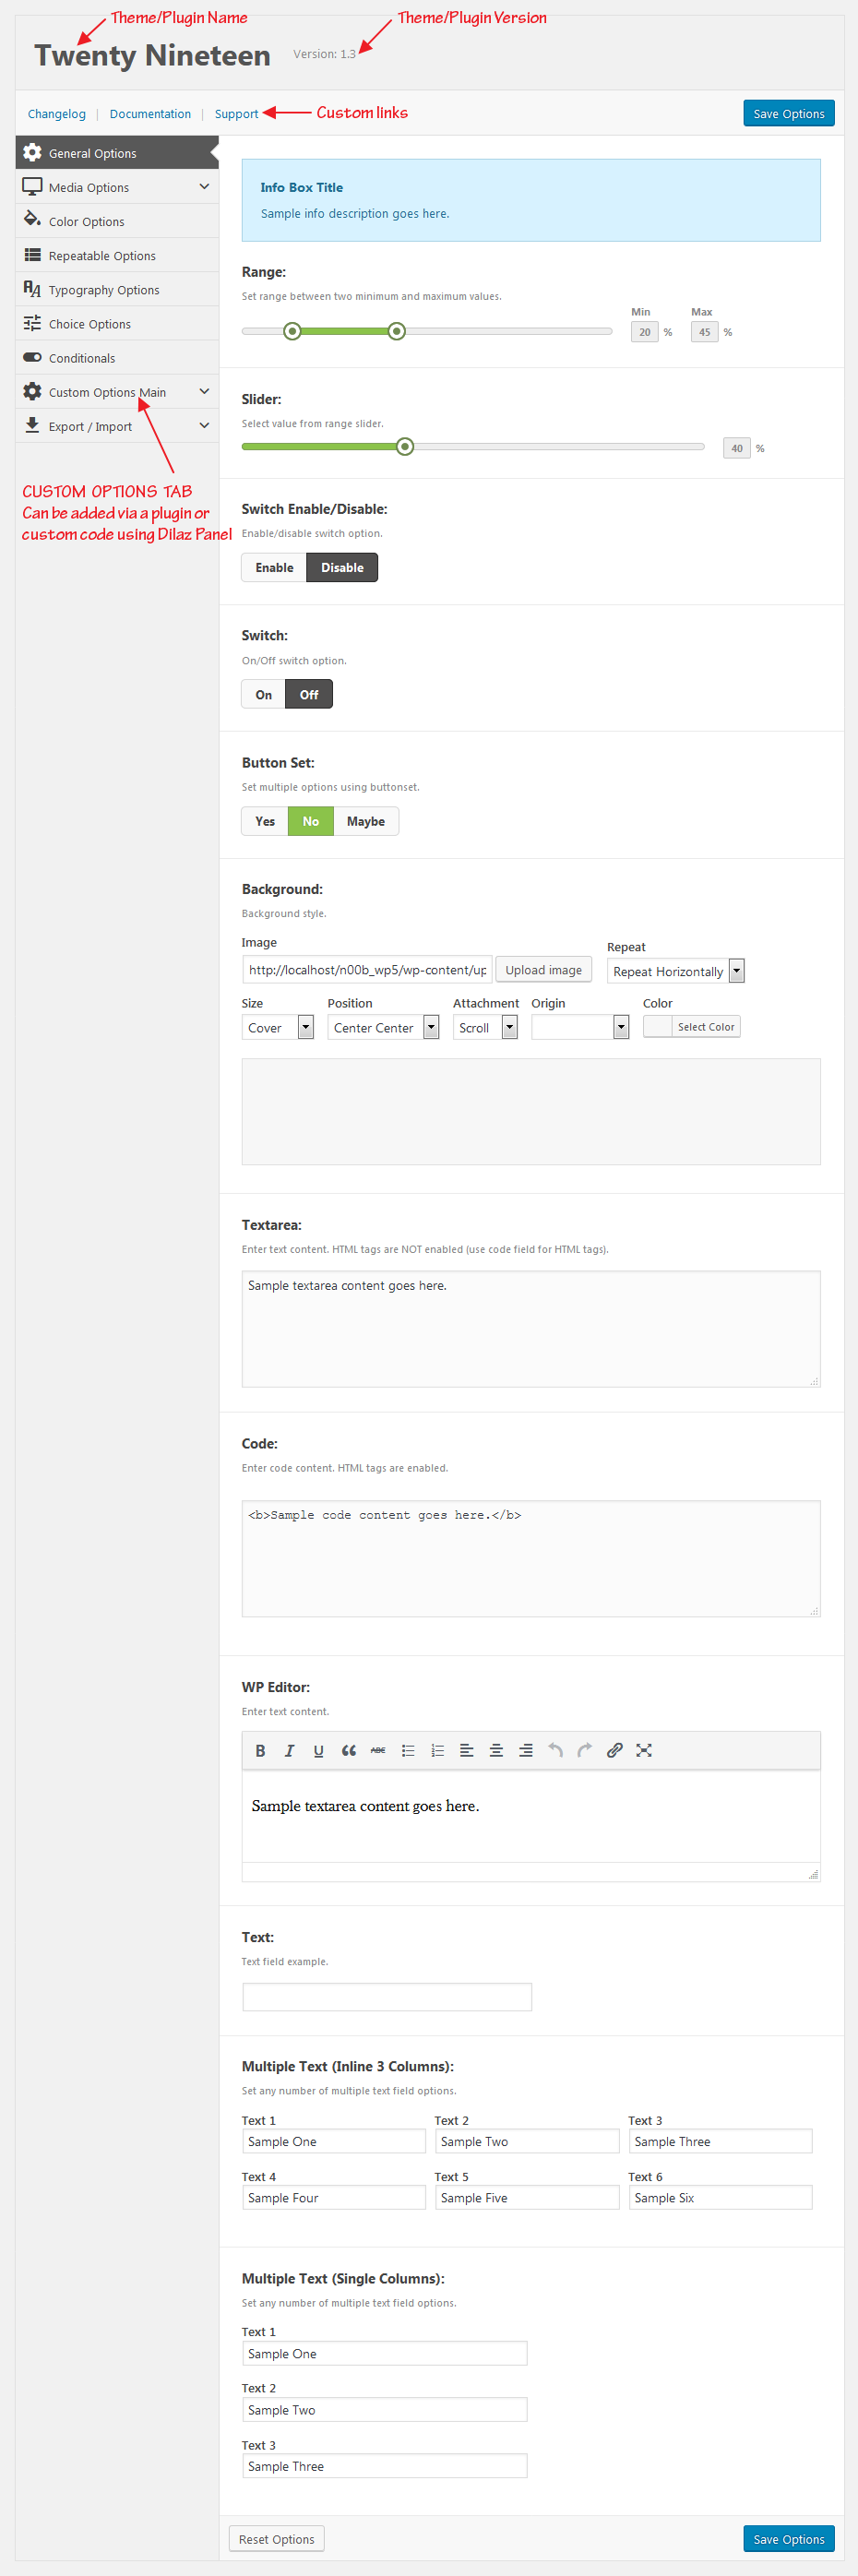 Theme/Plugin Name
Theme/Plugin Version
Twenty Nineteen
Version: 1.3
Changelog | Documentation | Support
Custom links
Save Options
General Options
Media Options
Color Options
Repeatable Options
Typography Options
Choice Options
Conditionals
Custom Options Main
Export / Import
CUSTOM OPTIONS TAB
Can be added via a plugin or
custom code using Dilaz Panel
Info Box Title
Sample info description goes here.
Range:
Set range between two minimum and maximum values.
Min Max
20 % 45 %
Slider:
Select value from range slider.
40 %
Switch Enable/Disable:
Enable/disable switch option.
Enable Disable
Switch:
On/Off switch option.
On Off
Button Set:
Set multiple options using buttonset.
Yes No Maybe
Background:
Background style.
Image Repeat
http://localhost/n00b_wp5/wp-content/up Upload image Repeat Horizontally
Size Position Attachment Origin Color
Cover Center Center Scroll Select Color
Textarea:
Enter text content. HTML tags are NOT enabled (use code field for HTML tags).
Sample textarea content goes here.
Code:
Enter code content. HTML tags are enabled.
<b>Sample code content goes here.</b>
WP Editor:
Enter text content.
B I U ABC
Sample textarea content goes here.
Text:
Text field example.
Multiple Text (Inline 3 Columns):
Set any number of multiple text field options.
Text 1 Text 2 Text 3
Sample One Sample Two Sample Three
Text 4 Text 5 Text 6
Sample Four Sample Five Sample Six
Multiple Text (Single Columns):
Set any number of multiple text field options.
Text 1
Sample One
Text 2
Sample Two
Text 3
Sample Three
Reset Options Save Options